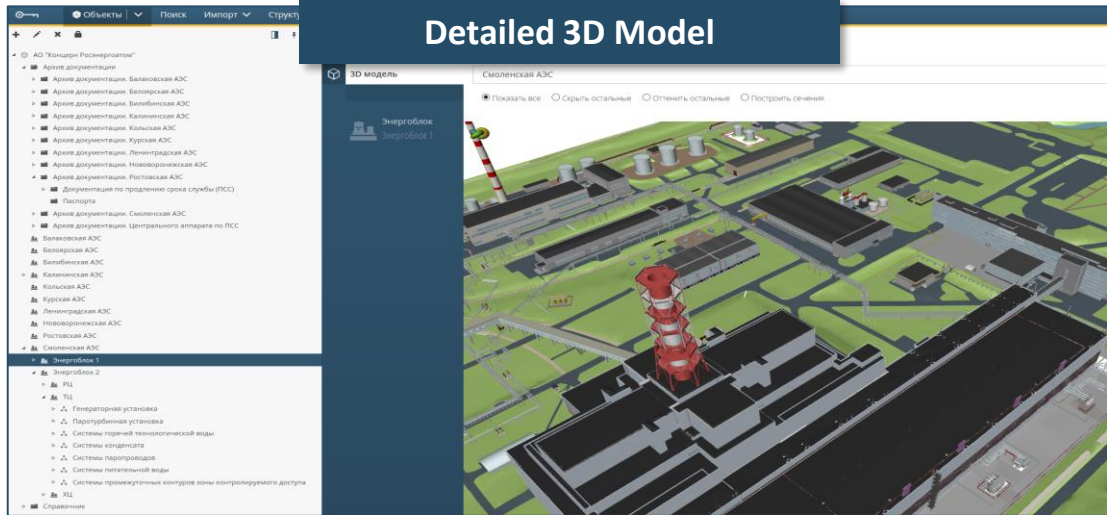 Detailed 3D Model
Объекты
Поиск
Импорт
Структу
АО "Концерн Росэнергоатом"
Архив документации
Архив документации. Балаковская АЭС
Архив документации. Белоярская АЭС
Архив документации. Билибинская АЭС
Архив документации. Калининская АЭС
Архив документации. Кольская АЭС
Архив документации. Курская АЭС
Архив документации. Ленинградская АЭС
Архив документации. Нововоронежская АЭС
Архив документации. Ростовская АЭС
Документация по продлению срока службы (ПСС)
Паспорта
Архив документации. Смоленская АЭС
Архив документации. Центрального аппарата по ПСС
Балаковская АЭС
Белоярская АЭС
Билибинская АЭС
Калининская АЭС
Кольская АЭС
Курская АЭС
Ленинградская АЭС
Нововоронежская АЭС
Ростовская АЭС
Смоленская АЭС
Энергоблок 1
Энергоблок 2
РЦ
ТЦ
Генераторная установка
Паротурбинная установка
Системы горячей технологической воды
Системы конденсата
Системы паропроводов
Системы питательной воды
Системы промежуточных контуров зоны контролируемого доступа
ХЦ
Справочник
3D модель
Энергоблок
Энергоблок 1
Смоленская АЭС
Показать все Скрыть остальные Оттенить остальные Построить сечения